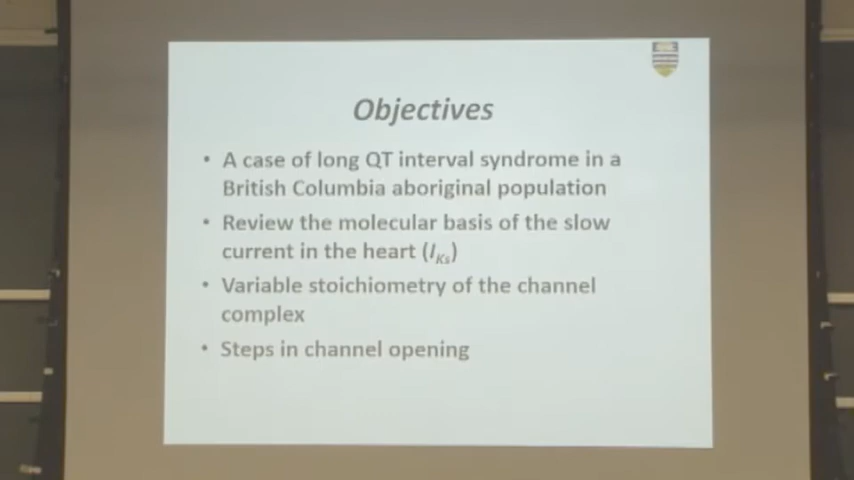 Objectives
• A case of long QT interval syndrome in a
British Columbia aboriginal population
• Review the molecular basis of the slow
current in the heart (IKs)
• Variable stoichiometry of the channel
complex
• Steps in channel opening